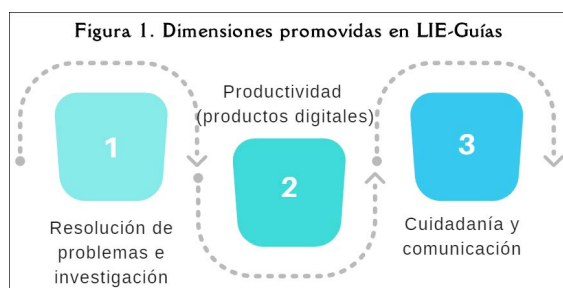 Figura 1. Dimensiones promovidas en LIE-Guías
1
Resolución de
problemas e
investigación
Productividad
(productos digitales)
2
3
Cuidadanía y
comunicación